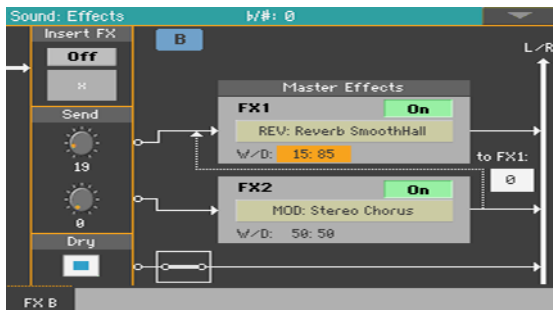 Sound: Effects
♭/#: 0
Insert FX
Off
x
B
L/R
Master Effects
FX1
On
REV: Reverb SmoothHall
W/D: 15:85
Send
19
to FX1:
0
FX2
On
MOD: Stereo Chorus
W/D: 50:50
0
Dry
FX B